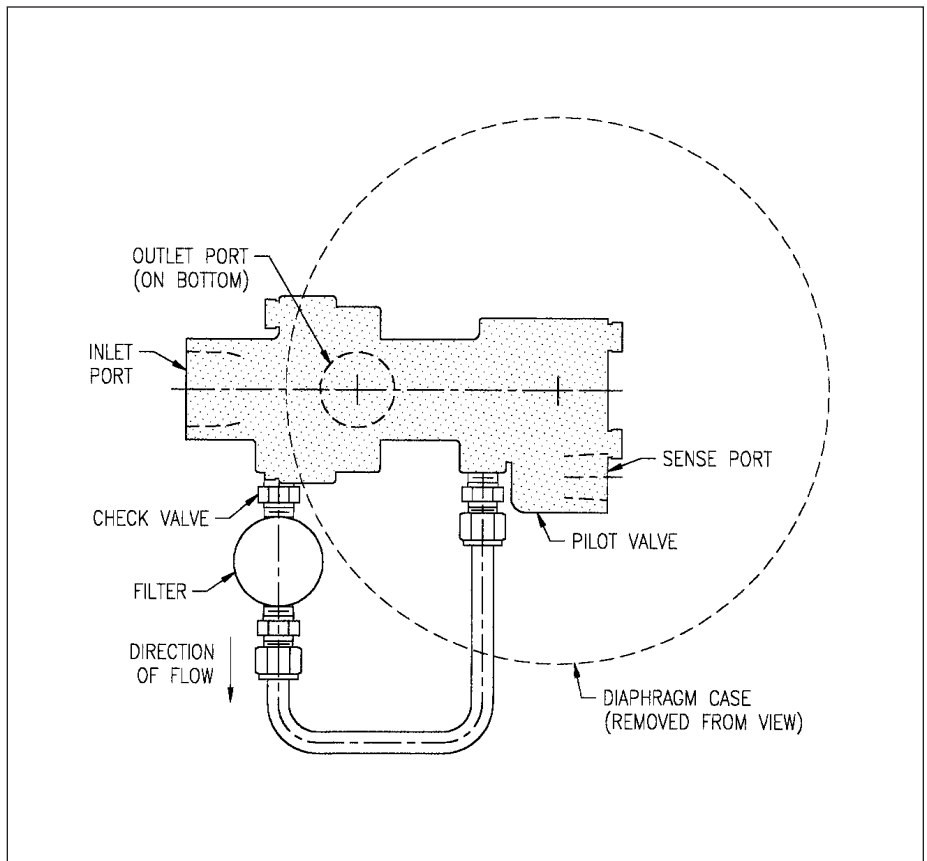 OUTLET PORT
(ON BOTTOM)
INLET
PORT
SENSE PORT
CHECK VALVE
PILOT VALVE
FILTER
DIRECTION
OF FLOW
DIAPHRAGM CASE
(REMOVED FROM VIEW)